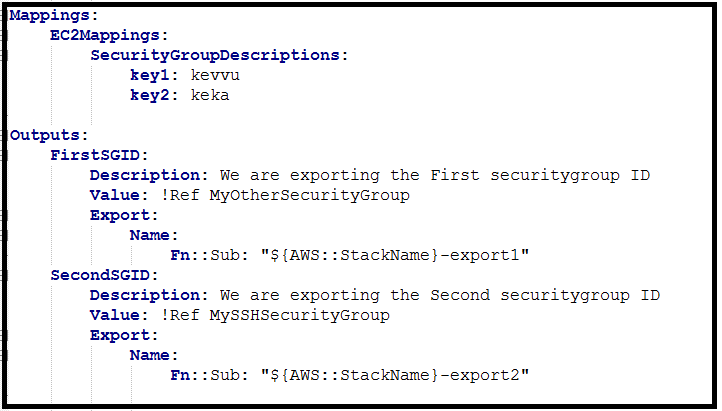 Mappings:
    EC2Mappings:
        SecurityGroupDescriptions:
            key1: kevvu
            key2: keka

Outputs:
    FirstSGID:
        Description: We are exporting the First securitygroup ID
        Value: !Ref MyOtherSecurityGroup
        Export:
            Name:
                Fn::Sub: "${AWS::StackName}-export1"
    SecondSGID:
        Description: We are exporting the Second securitygroup ID
        Value: !Ref MySSHSecurityGroup
        Export:
            Name:
                Fn::Sub: "${AWS::StackName}-export2"